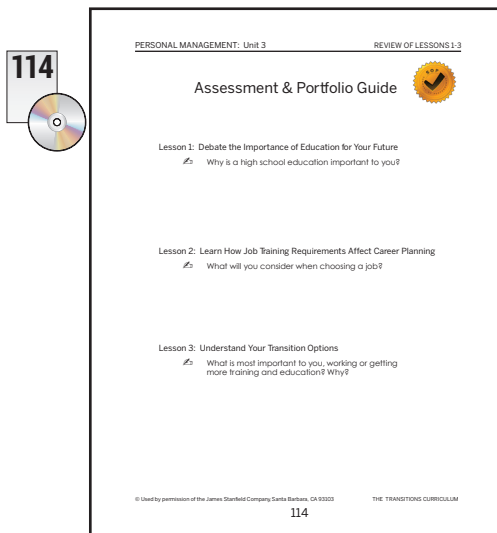 114
PERSONAL MANAGEMENT: Unit 3 REVIEW OF LESSONS 1-3
Assessment & Portfolio Guide
Lesson 1: Debate the Importance of Education for Your Future
Why is a high school education important to you?
Lesson 2: Learn How Job Training Requirements Affect Career Planning
What will you consider when choosing a job?
Lesson 3: Understand Your Transition Options
What is most important to you, working or getting
more training and education? Why?
© Used by permission of the James Stanfield Company, Santa Barbara, CA 93103 THE TRANSITIONS CURRICULUM
114